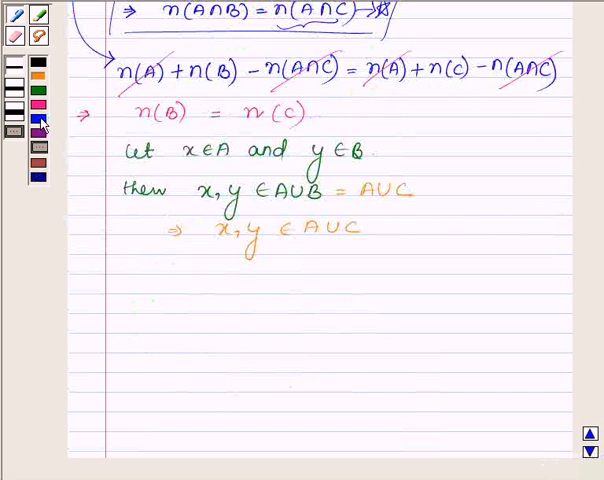 ⇒ n(A∩B) = n(A∩C) →
n(A) + n(B) - n(A∩C) = n(A) + n(C) - n(A∩C)
⇒ n(B) = n(C)
Let x∈A and y∈B.
then x, y ∈ A∪B = A∪C
⇒ x, y ∈ A∪C